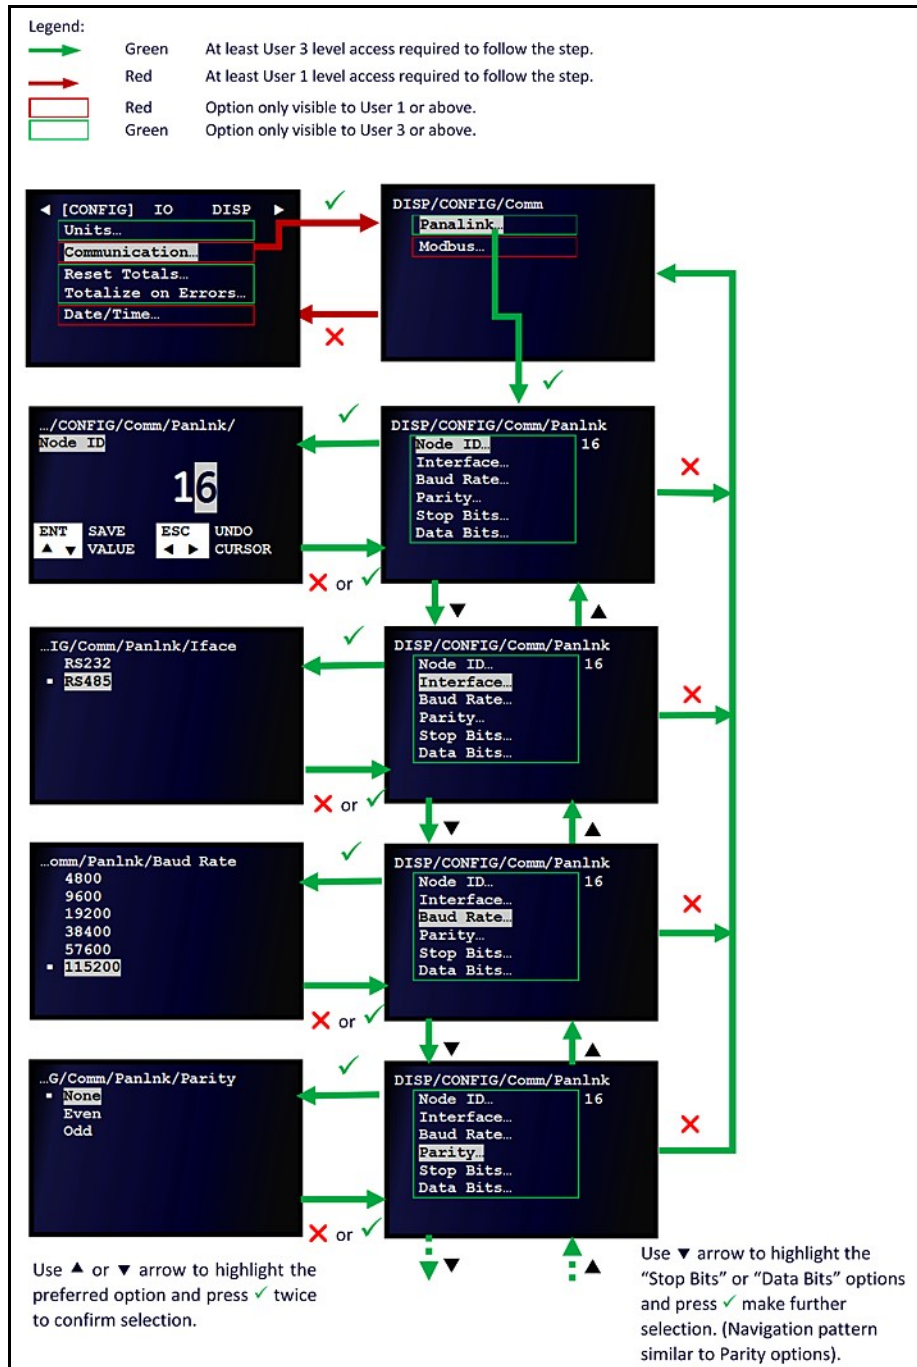 Legend:
Green At least User 3 level access required to follow the step.
Red At least User 1 level access required to follow the step.
Red Option only visible to User 1 or above.
Green Option only visible to User 3 or above.
◀ [CONFIG] IO DISP ▶
Units…
Communication…
Reset Totals…
Totalize on Errors…
Date/Time…
✓
✕
DISP/CONFIG/Comm
Panalink…
Modbus…
✓
…/CONFIG/Comm/Panlnk/
Node ID
16
ENT SAVE ESC UNDO
▲ ▼ VALUE ◀ ▶ CURSOR
✓
✕ or ✓
DISP/CONFIG/Comm/Panlnk
Node ID… 16
Interface…
Baud Rate…
Parity…
Stop Bits…
Data Bits…
✕
▼ ▲
…IG/Comm/Panlnk/Iface
RS232
▪ RS485
✓
✕ or ✓
DISP/CONFIG/Comm/Panlnk
Node ID… 16
Interface…
Baud Rate…
Parity…
Stop Bits…
Data Bits…
✕
▼ ▲
…omm/Panlnk/Baud Rate
4800
9600
19200
38400
57600
▪ 115200
✓
✕ or ✓
DISP/CONFIG/Comm/Panlnk
Node ID… 16
Interface…
Baud Rate…
Parity…
Stop Bits…
Data Bits…
✕
▼ ▲
…G/Comm/Panlnk/Parity
▪ None
Even
Odd
✓
✕ or ✓
DISP/CONFIG/Comm/Panlnk
Node ID… 16
Interface…
Baud Rate…
Parity…
Stop Bits…
Data Bits…
✕
▼ ▲
Use ▲ or ▼ arrow to highlight the
preferred option and press ✓ twice
to confirm selection.
Use ▼ arrow to highlight the
“Stop Bits” or “Data Bits” options
and press ✓ make further
selection. (Navigation pattern
similar to Parity options).